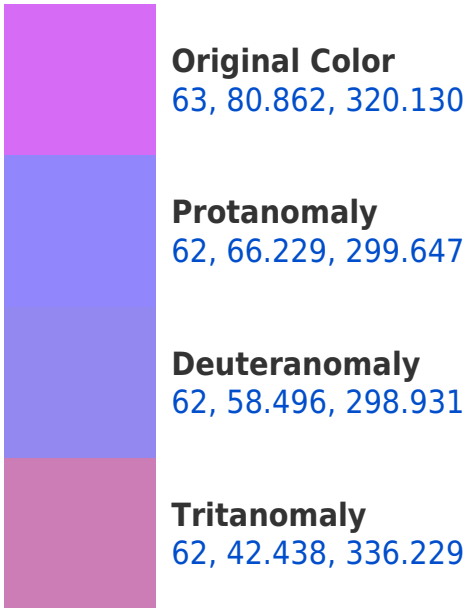 Original Color
63, 80.862, 320.130
Protanomaly
62, 66.229, 299.647
Deuteranomaly
62, 58.496, 298.931
Tritanomaly
62, 42.438, 336.229